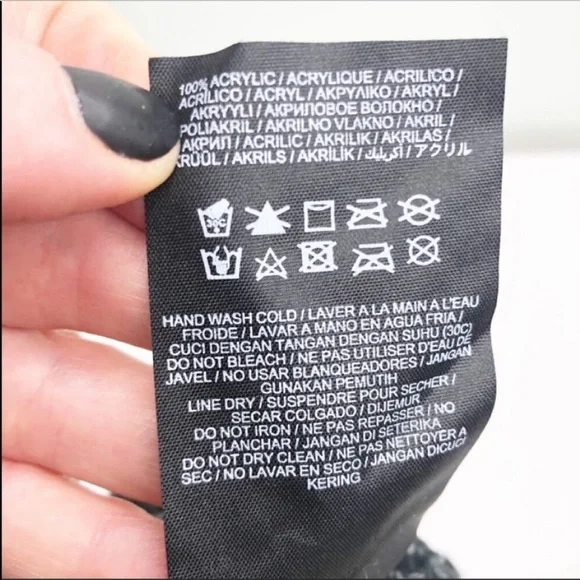 100% ACRYLIC / ACRYLIQUE / ACRILICO /
ACRÍLICO / ACRYL / AKPYΛIKO / AKRYL /
AKRYYLI / АКРИЛОВОЕ ВОЛОКНО /
POLIAKRIL / AKRILNO VLAKNO / AKRIL /
АКРИЛ / ACRILIC / AKRILIK / AKRILAS /
KRÜÜL / AKRILS / AKRİLİK / اكريليك / アクリル
30C
HAND WASH COLD / LAVER A LA MAIN A L'EAU
FROIDE / LAVAR A MANO EN AGUA FRIA /
CUCI DENGAN TANGAN DENGAN SUHU (30C)
DO NOT BLEACH / NE PAS UTILISER D'EAU DE
JAVEL / NO USAR BLANQUEADORES / JANGAN
GUNAKAN PEMUTIH
LINE DRY / SUSPENDRE POUR SECHER /
SECAR COLGADO / DIJEMUR
DO NOT IRON / NE PAS REPASSER / NO
PLANCHAR / JANGAN DI SETERIKA
DO NOT DRY CLEAN / NE PAS NETTOYER A
SEC / NO LAVAR EN SECO / JANGAN DICUCI
KERING